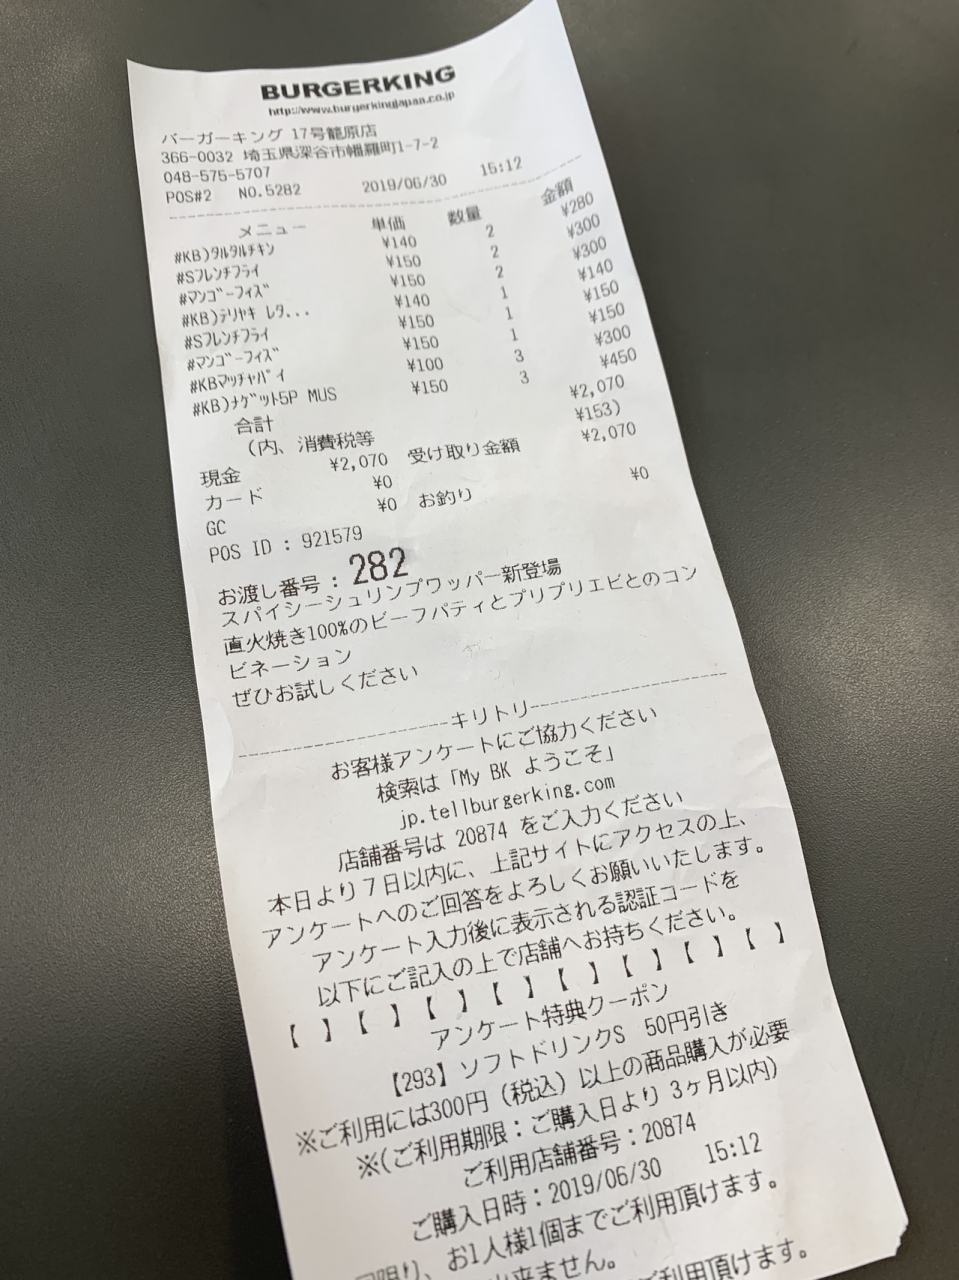 BURGERKING
http://www.burgerkingjapan.co.jp
バーガーキング 17号籠原店
366-0032 埼玉県深谷市幡羅町1-7-2
048-575-5707
POS#2 NO.5282 2019/06/30 15:12
メニュー 単価 数量 金額
#KB)ﾀﾙﾀﾙﾁｷﾝ ¥140 2 ¥280
#Sﾌﾚﾝﾁﾌﾗｲ ¥150 2 ¥300
#ﾏﾝｺﾞｰﾌｨｽﾞ ¥150 2 ¥300
#KB)ﾃﾘﾔｷ ﾚﾀ... ¥140 1 ¥140
#Sﾌﾚﾝﾁﾌﾗｲ ¥150 1 ¥150
#ﾏﾝｺﾞｰﾌｨｽﾞ ¥150 1 ¥150
#KBﾏｯﾁｬﾊﾟｲ ¥100 3 ¥300
#KB)ﾅｹﾞｯﾄ5P MUS ¥150 3 ¥450
合計 ¥2,070
(内、消費税等 ¥153)
現金 ¥2,070 受け取り金額 ¥2,070
カード ¥0
GC ¥0 お釣り ¥0
POS ID : 921579
お渡し番号 : 282
スパイシーシュリンプワッパー新登場
直火焼き100%のビーフパティとプリプリエビとのコン
ビネーション
ぜひお試しください
キリトリ
お客様アンケートにご協力ください
検索は「My BK ようこそ」
jp.tellburgerking.com
店舗番号は 20874 をご入力ください
本日より７日以内に、上記サイトにアクセスの上、
アンケートへのご回答をよろしくお願いいたします。
アンケート入力後に表示される認証コードを
以下にご記入の上で店舗へお持ちください。
【 】【 】【 】【 】【 】【 】【 】【 】
アンケート特典クーポン
【293】ソフトドリンクS 50円引き
※ご利用には300円（税込）以上の商品購入が必要
※(ご利用期限：ご購入日より 3ヶ月以内)
ご利用店舗番号：20874
ご購入日時：2019/06/30 15:12
限り、お1人様1個までご利用頂けます。
出来ません。
ご利用頂けます。